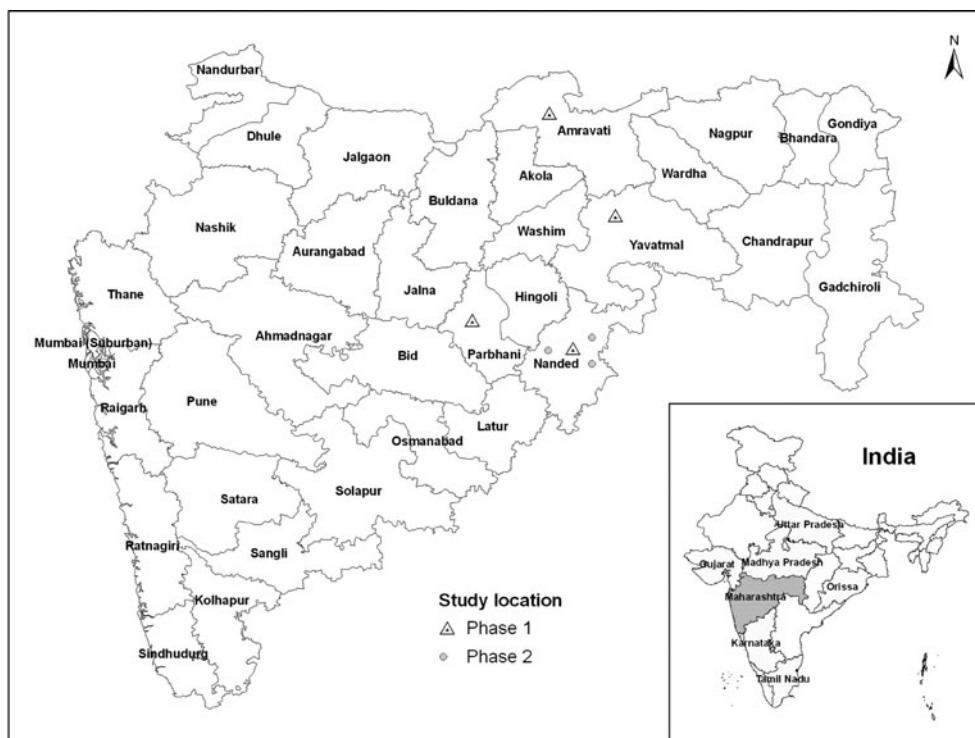 N
Nandurbar
Dhule
Jalgaon
Amravati
Nagpur
Bhandara
Gondiya
Akola
Wardha
Buldana
Nashik
Washim
Yavatmal
Chandrapur
Aurangabad
Jalna
Hingoli
Gadchiroli
Thane
Ahmadnagar
Mumbai (Suburban)
Mumbai
Bid
Parbhani
Nanded
Raigarh
Pune
Latur
Osmanabad
Satara
Solapur
Ratnagiri
Sangli
Kolhapur
Sindhudurg
Study location
Phase 1
Phase 2
India
Uttar Pradesh
Gujarat
Madhya Pradesh
Orissa
Maharashtra
Karnataka
Tamil Nadu